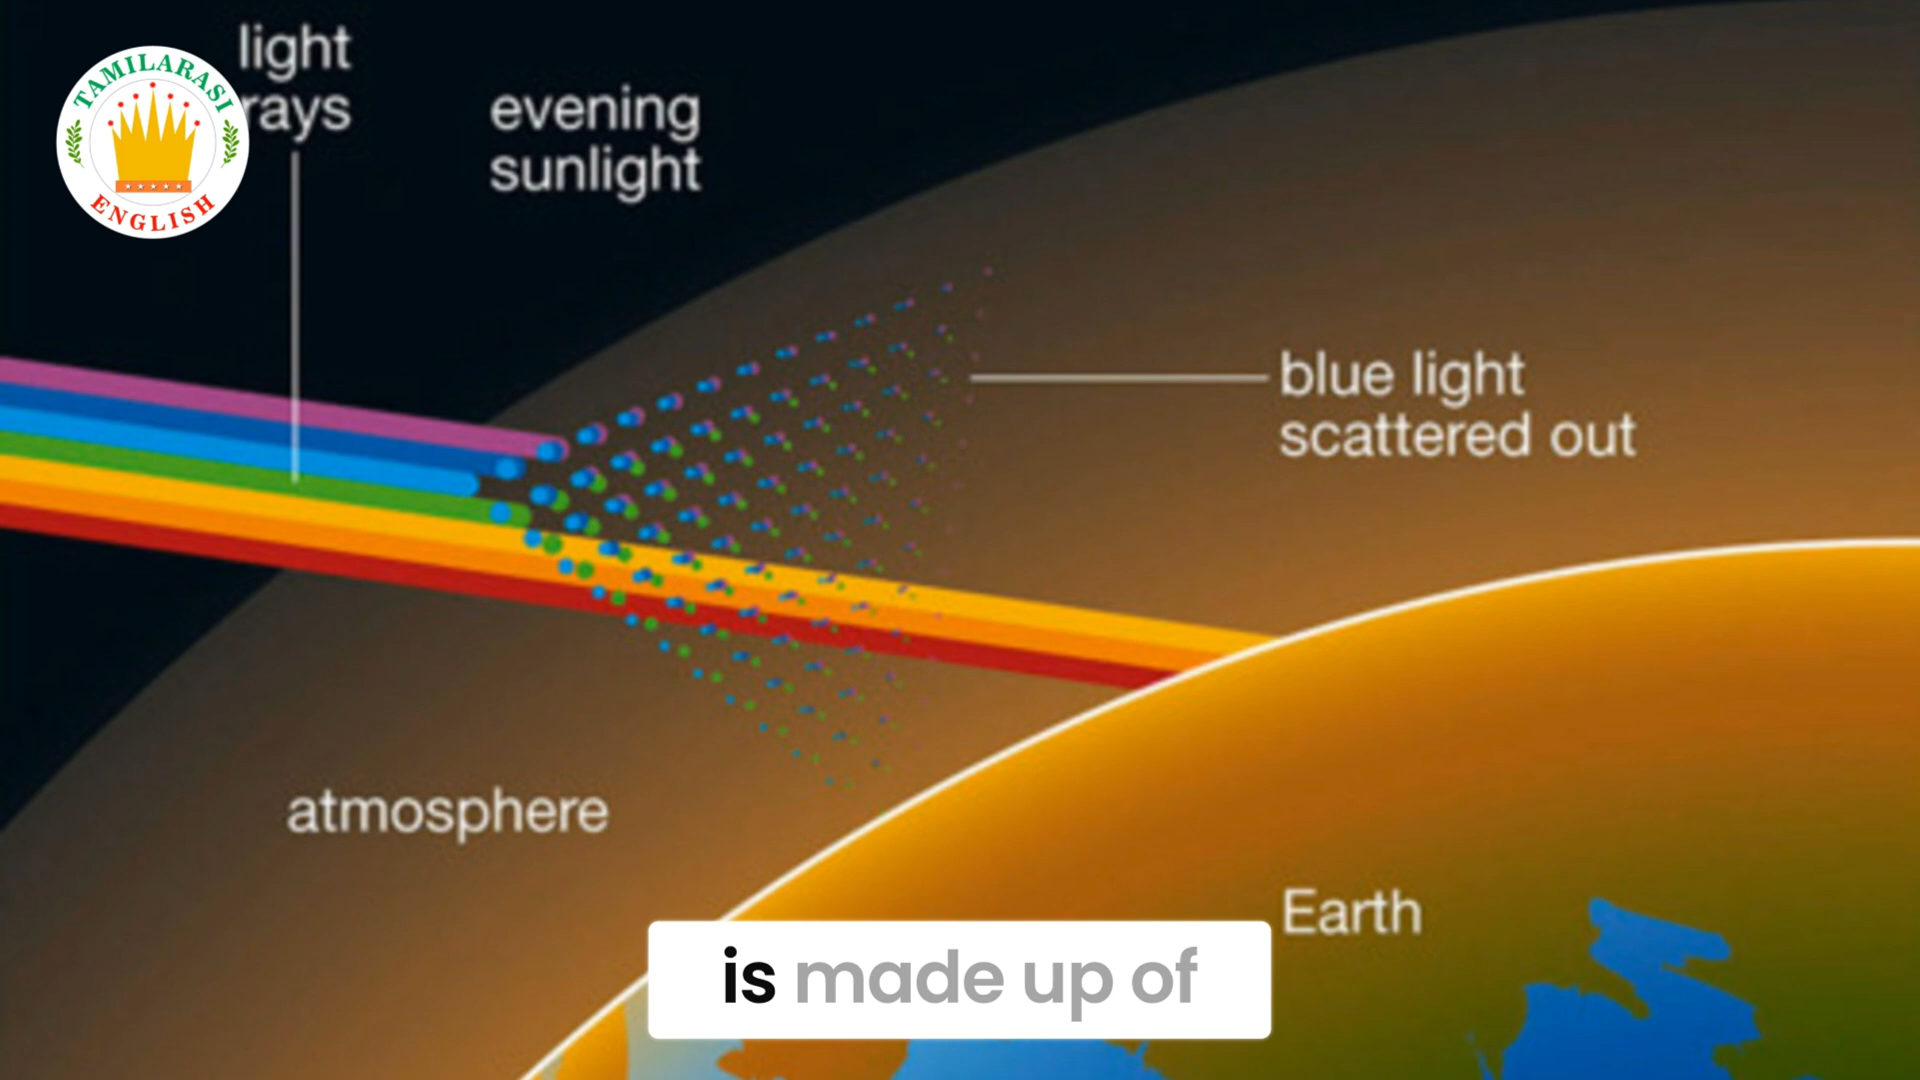 TAMILARASI
ENGLISH
light
rays
evening
sunlight
blue light
scattered out
atmosphere
Earth
is made up of